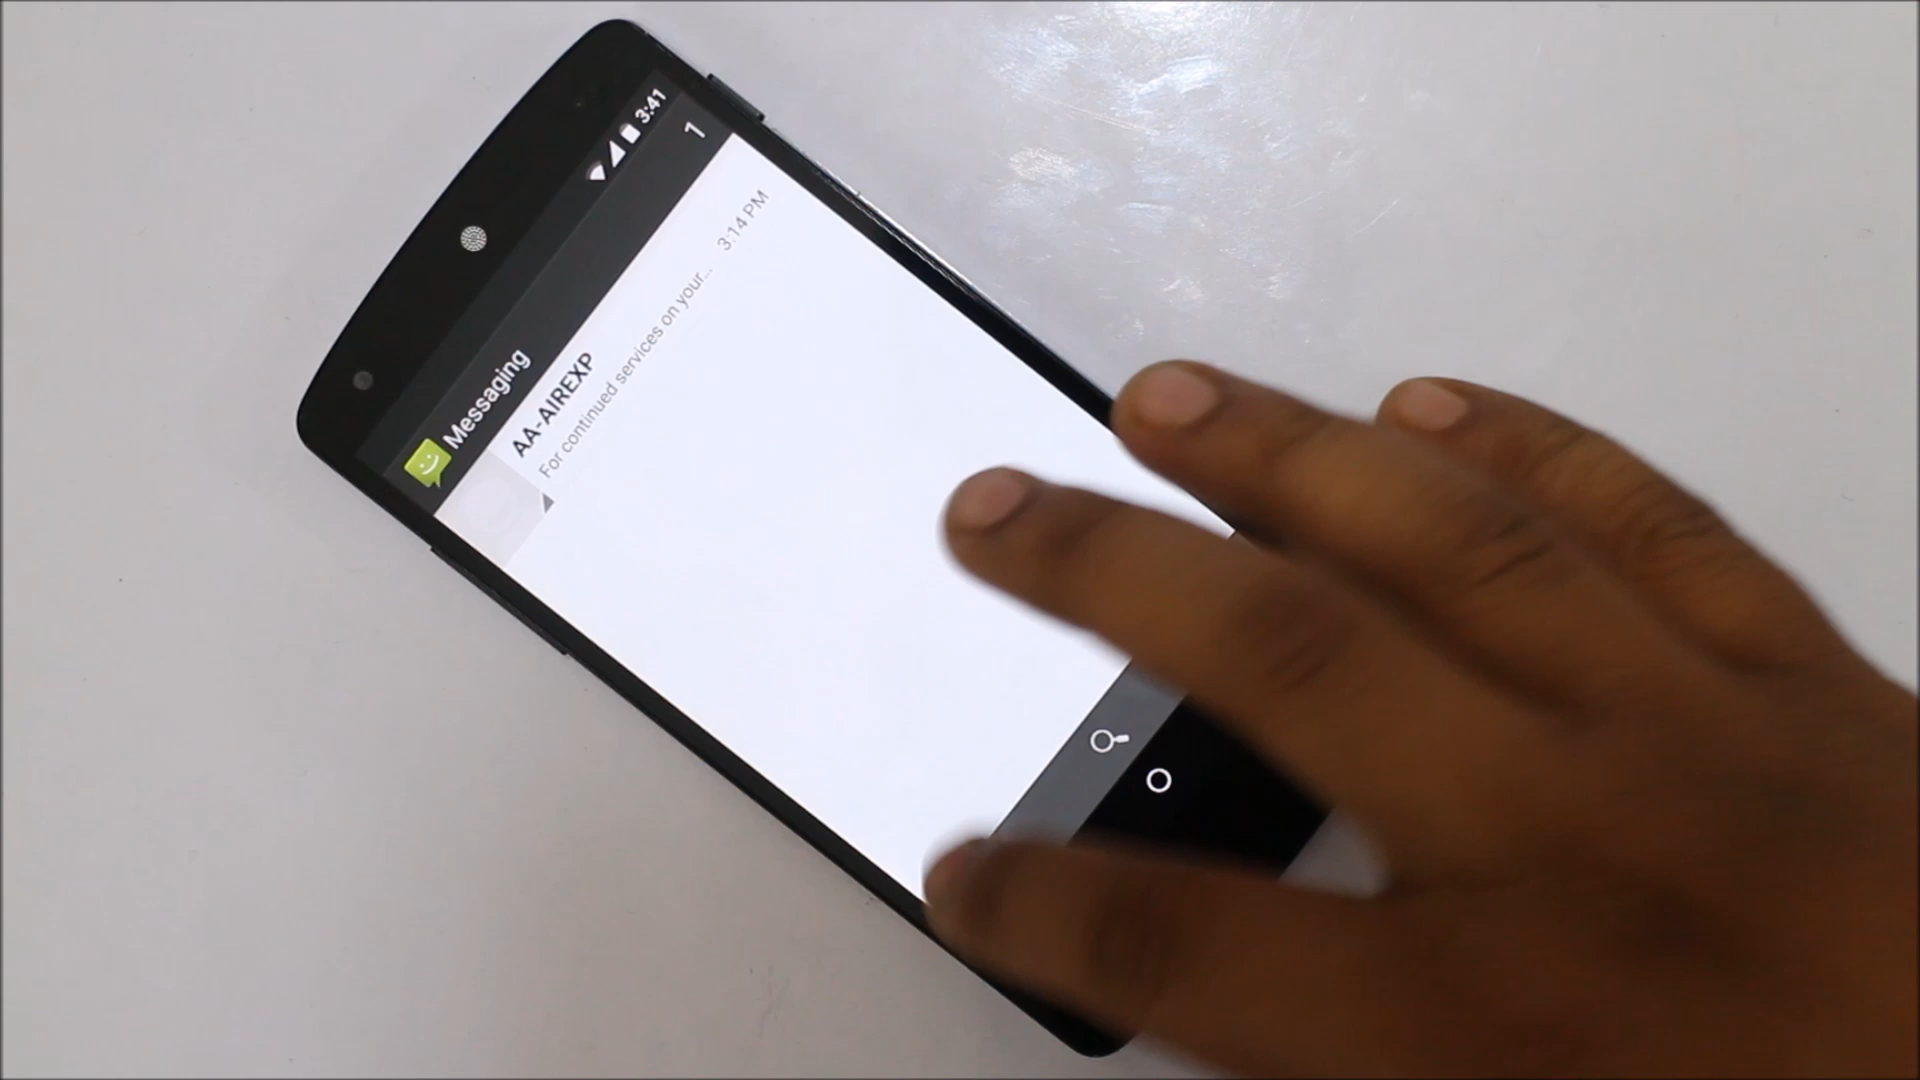 3:41
Messaging
1
AA-AIREXP
For continued services on your...
3:14 PM